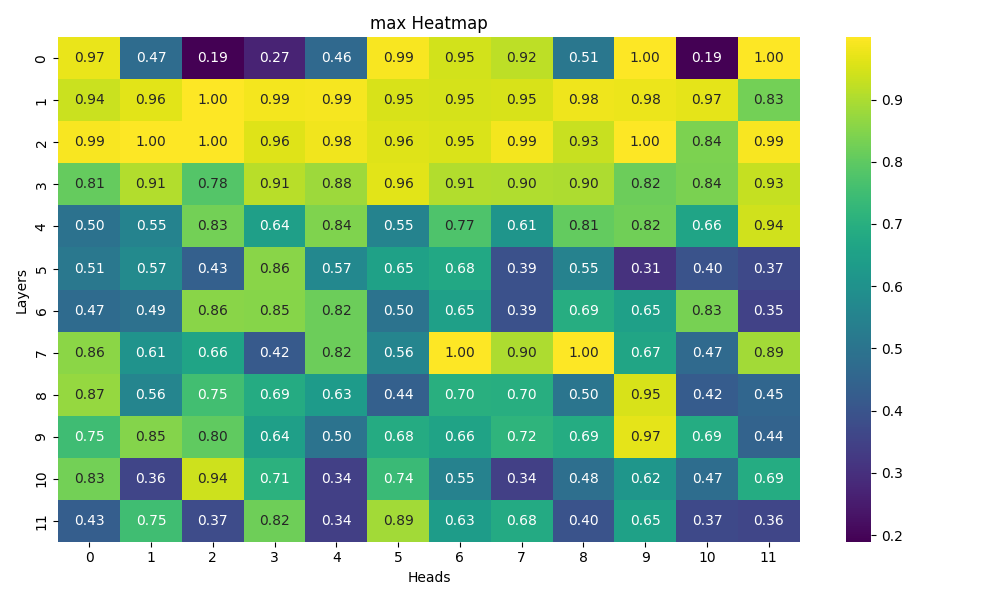 max Heatmap
0 0.97 0.47 0.19 0.27 0.46 0.99 0.95 0.92 0.51 1.00 0.19 1.00
1 0.94 0.96 1.00 0.99 0.99 0.95 0.95 0.95 0.98 0.98 0.97 0.83
2 0.99 1.00 1.00 0.96 0.98 0.96 0.95 0.99 0.93 1.00 0.84 0.99
3 0.81 0.91 0.78 0.91 0.88 0.96 0.91 0.90 0.90 0.82 0.84 0.93
4 0.50 0.55 0.83 0.64 0.84 0.55 0.77 0.61 0.81 0.82 0.66 0.94
5 0.51 0.57 0.43 0.86 0.57 0.65 0.68 0.39 0.55 0.31 0.40 0.37
6 0.47 0.49 0.86 0.85 0.82 0.50 0.65 0.39 0.69 0.65 0.83 0.35
7 0.86 0.61 0.66 0.42 0.82 0.56 1.00 0.90 1.00 0.67 0.47 0.89
8 0.87 0.56 0.75 0.69 0.63 0.44 0.70 0.70 0.50 0.95 0.42 0.45
9 0.75 0.85 0.80 0.64 0.50 0.68 0.66 0.72 0.69 0.97 0.69 0.44
10 0.83 0.36 0.94 0.71 0.34 0.74 0.55 0.34 0.48 0.62 0.47 0.69
11 0.43 0.75 0.37 0.82 0.34 0.89 0.63 0.68 0.40 0.65 0.37 0.36
0 1 2 3 4 5 6 7 8 9 10 11
Heads
Layers
0.9
0.8
0.7
0.6
0.5
0.4
0.3
0.2